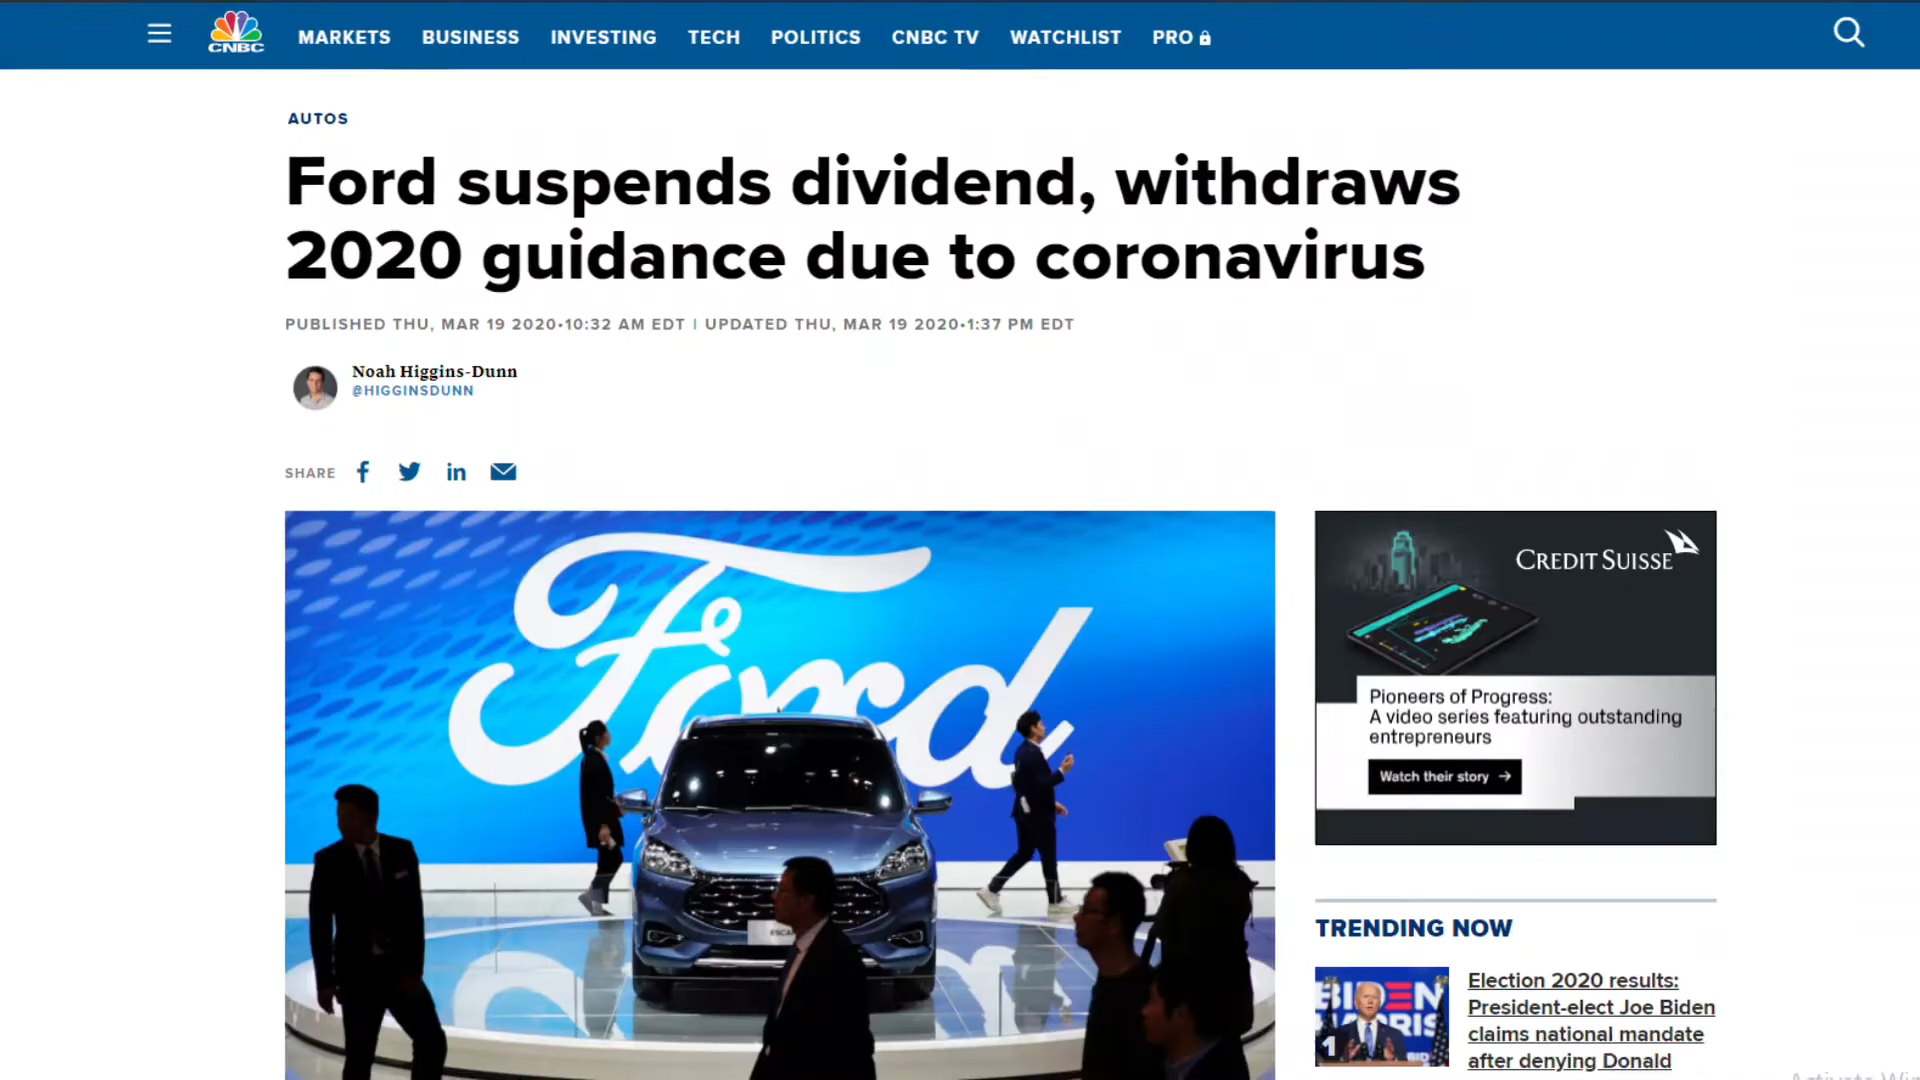 CNBC
MARKETS BUSINESS INVESTING TECH POLITICS CNBC TV WATCHLIST PRO
AUTOS
Ford suspends dividend, withdraws
2020 guidance due to coronavirus
PUBLISHED THU, MAR 19 2020•10:32 AM EDT | UPDATED THU, MAR 19 2020•1:37 PM EDT
Noah Higgins-Dunn
@HIGGINSDUNN
SHARE
Ford
CREDIT SUISSE
Pioneers of Progress:
A video series featuring outstanding
entrepreneurs
Watch their story →
TRENDING NOW
1
Election 2020 results:
President-elect Joe Biden
claims national mandate
after denying Donald